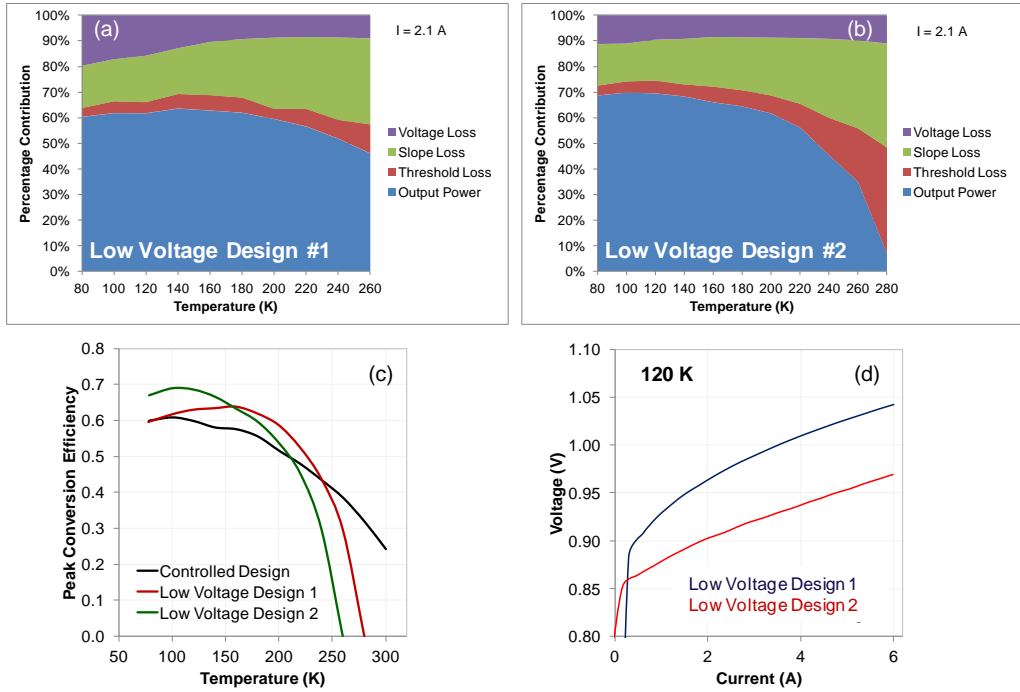 (a)
I = 2.1 A
Percentage Contribution
100%
90%
80%
70%
60%
50%
40%
30%
20%
10%
0%
Voltage Loss
Slope Loss
Threshold Loss
Output Power
Low Voltage Design #1
80 100 120 140 160 180 200 220 240 260
Temperature (K)
(b)
I = 2.1 A
Percentage Contribution
100%
90%
80%
70%
60%
50%
40%
30%
20%
10%
0%
Voltage Loss
Slope Loss
Threshold Loss
Output Power
Low Voltage Design #2
80 100 120 140 160 180 200 220 240 260 280
Temperature (K)
(c)
Peak Conversion Efficiency
0.8
0.7
0.6
0.5
0.4
0.3
0.2
0.1
0.0
Controlled Design
Low Voltage Design 1
Low Voltage Design 2
50 100 150 200 250 300
Temperature (K)
120 K
(d)
Voltage (V)
1.10
1.05
1.00
0.95
0.90
0.85
0.80
Low Voltage Design 1
Low Voltage Design 2
0 2 4 6
Current (A)